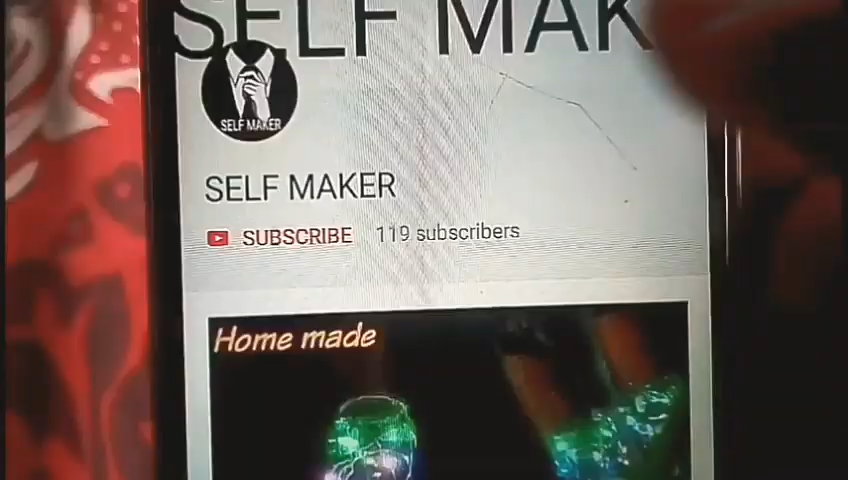 SELF MAK
SELF MAKER
SELF MAKER
SUBSCRIBE 119 subscribers
Home made